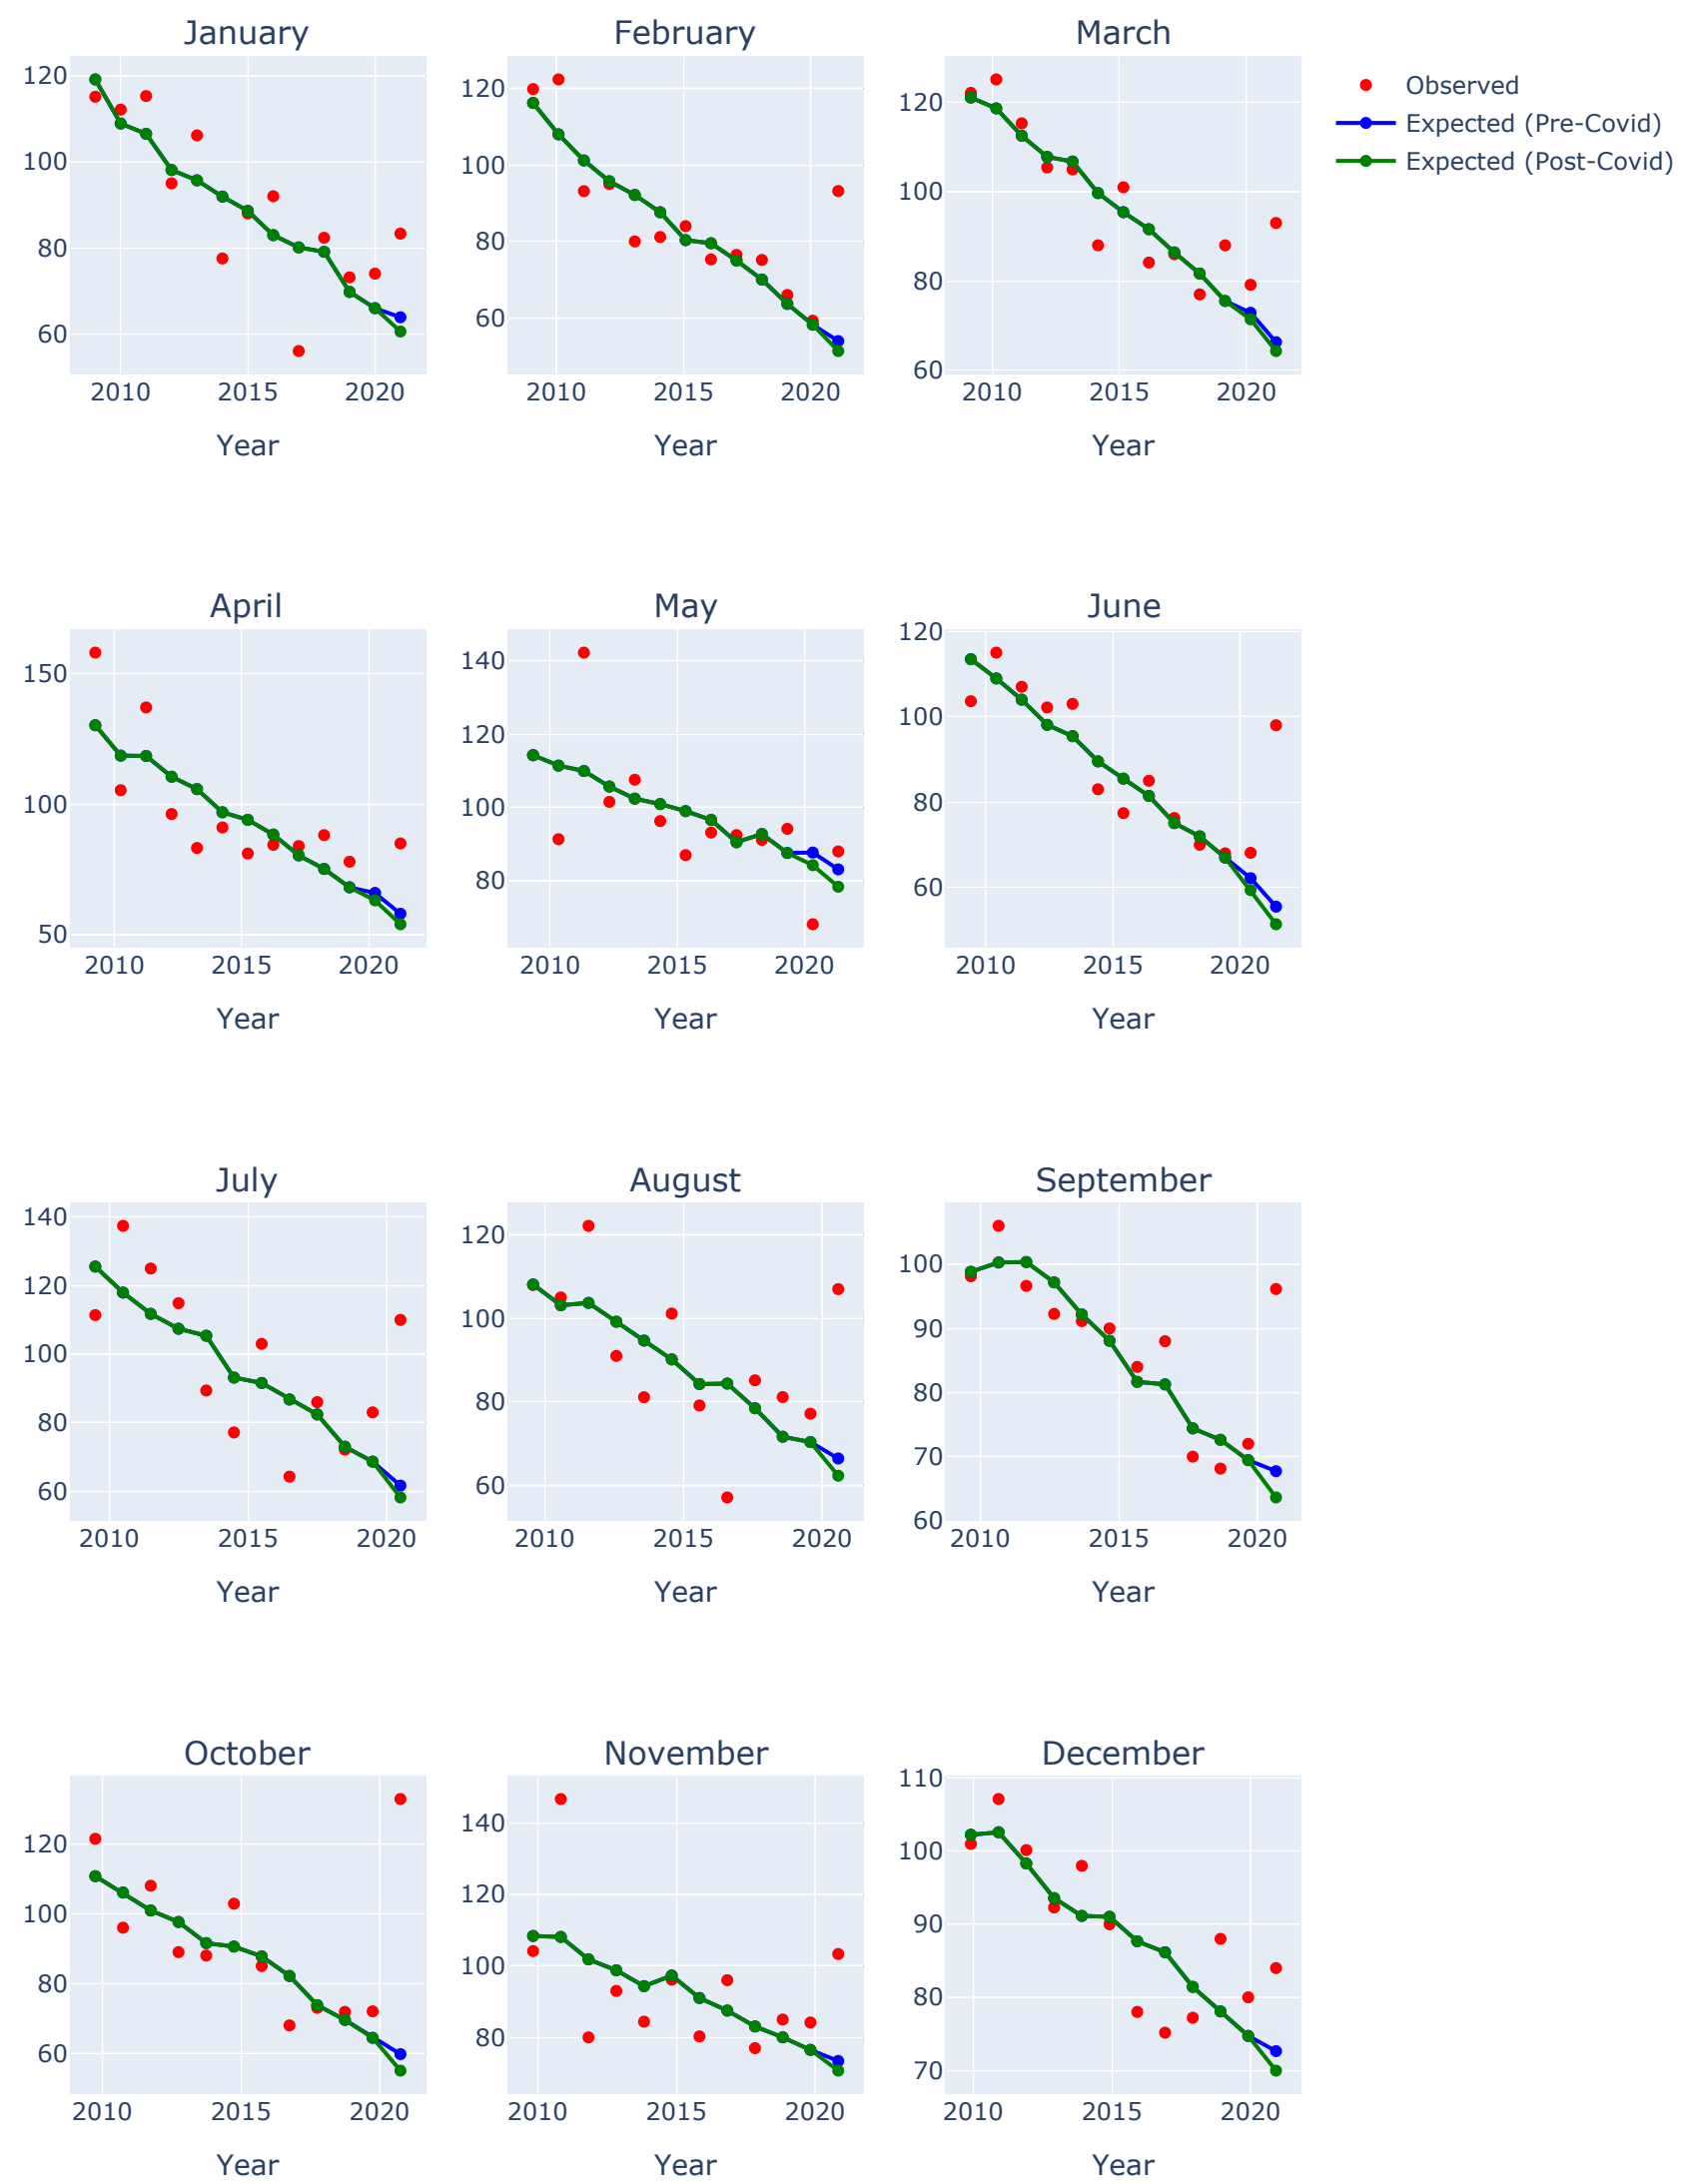 January February March
Observed
Expected (Pre-Covid)
Expected (Post-Covid)
120
100
80
60
2010 2015 2020
Year
120
100
80
60
2010 2015 2020
Year
120
100
80
60
2010 2015 2020
Year
April May June
150
100
50
2010 2015 2020
Year
140
120
100
80
2010 2015 2020
Year
120
100
80
60
2010 2015 2020
Year
July August September
140
120
100
80
60
2010 2015 2020
Year
120
100
80
60
2010 2015 2020
Year
100
90
80
70
60
2010 2015 2020
Year
October November December
120
100
80
60
2010 2015 2020
Year
140
120
100
80
2010 2015 2020
Year
110
100
90
80
70
2010 2015 2020
Year